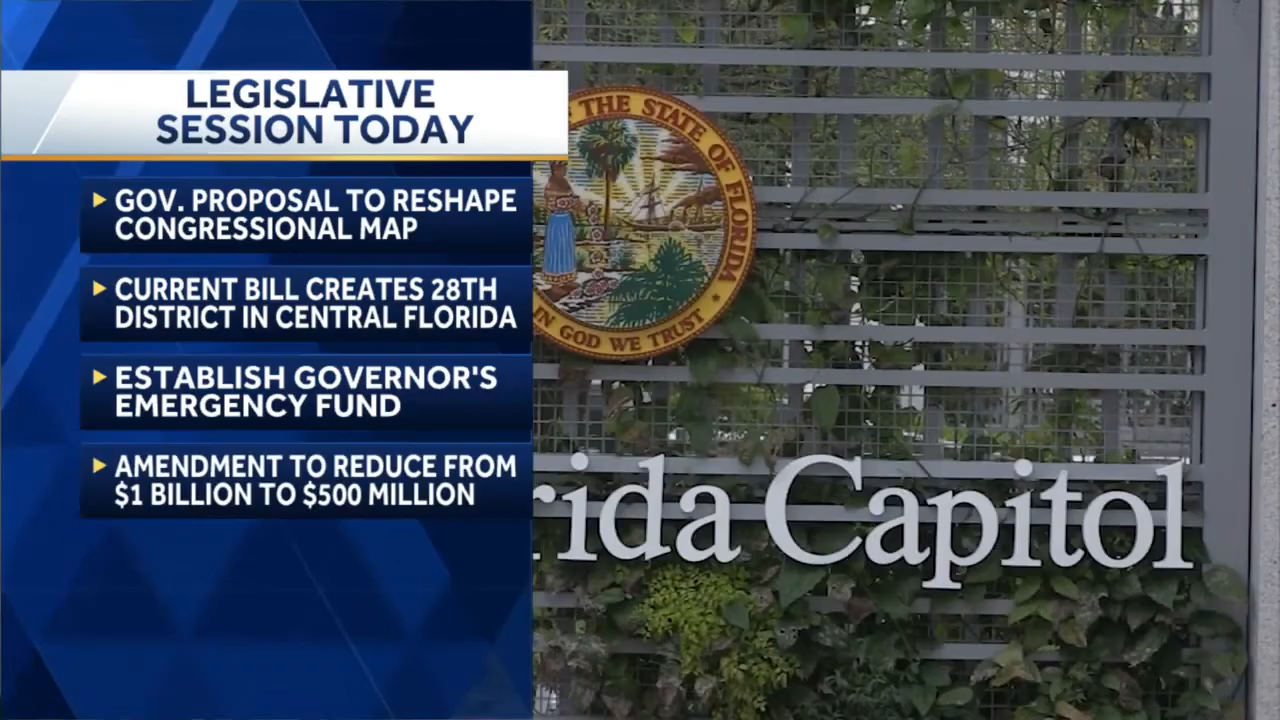 LEGISLATIVE
SESSION TODAY
GOV. PROPOSAL TO RESHAPE
CONGRESSIONAL MAP
CURRENT BILL CREATES 28TH
DISTRICT IN CENTRAL FLORIDA
ESTABLISH GOVERNOR'S
EMERGENCY FUND
AMENDMENT TO REDUCE FROM
$1 BILLION TO $500 MILLION
THE STATE OF FLORIDA
IN GOD WE TRUST
rida Capitol